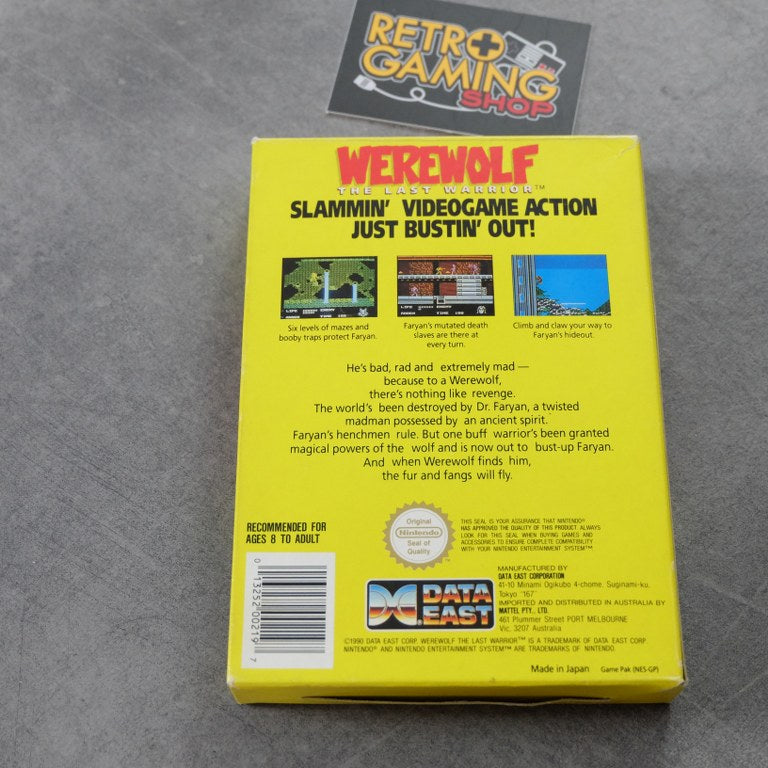 RETRO
GAMING
SHOP
WEREWOLF
THE LAST WARRIOR™
SLAMMIN' VIDEOGAME ACTION
JUST BUSTIN' OUT!
Six levels of mazes and
booby traps protect Faryan.
Faryan's mutated death
slaves are there at
every turn.
Climb and claw your way to
Faryan's hideout.
He's bad, rad and extremely mad —
because to a Werewolf,
there's nothing like revenge.
The world's been destroyed by Dr. Faryan, a twisted
madman possessed by an ancient spirit.
Faryan's henchmen rule. But one buff warrior's been granted
magical powers of the wolf and is now out to bust-up Faryan.
And when Werewolf finds him,
the fur and fangs will fly.
RECOMMENDED FOR
AGES 8 TO ADULT
0 13252 00219 7
Original
Nintendo
Seal of
Quality
THIS SEAL IS YOUR ASSURANCE THAT NINTENDO®
HAS APPROVED THE QUALITY OF THIS PRODUCT. ALWAYS
LOOK FOR THIS SEAL WHEN BUYING GAMES AND
ACCESSORIES TO ENSURE COMPLETE COMPATIBILITY
WITH YOUR NINTENDO ENTERTAINMENT SYSTEM™
DATA
EAST
MANUFACTURED BY
DATA EAST CORPORATION
41-10 Minami Ogikubo 4-chome, Suginami-ku,
Tokyo "167"
IMPORTED AND DISTRIBUTED IN AUSTRALIA BY
MATTEL PTY., LTD.
461 Plummer Street PORT MELBOURNE
Vic. 3207 Australia
©1990 DATA EAST CORP. WEREWOLF THE LAST WARRIOR™ IS A TRADEMARK OF DATA EAST CORP.
NINTENDO® AND NINTENDO ENTERTAINMENT SYSTEM™ ARE TRADEMARKS OF NINTENDO.
Made in Japan Game Pak (NES-GP)